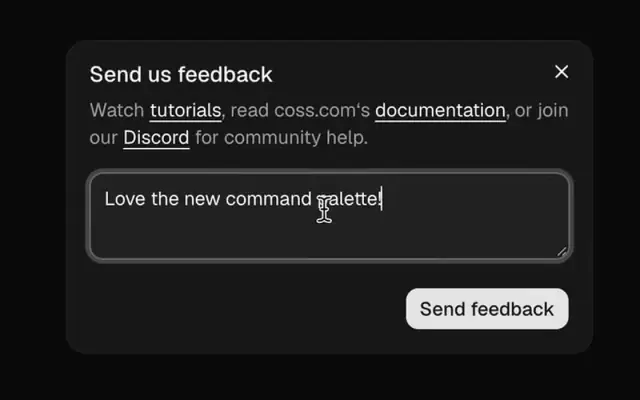 Send us feedback
Watch tutorials, read coss.com's documentation, or join
our Discord for community help.
Love the new command palette!
Send feedback